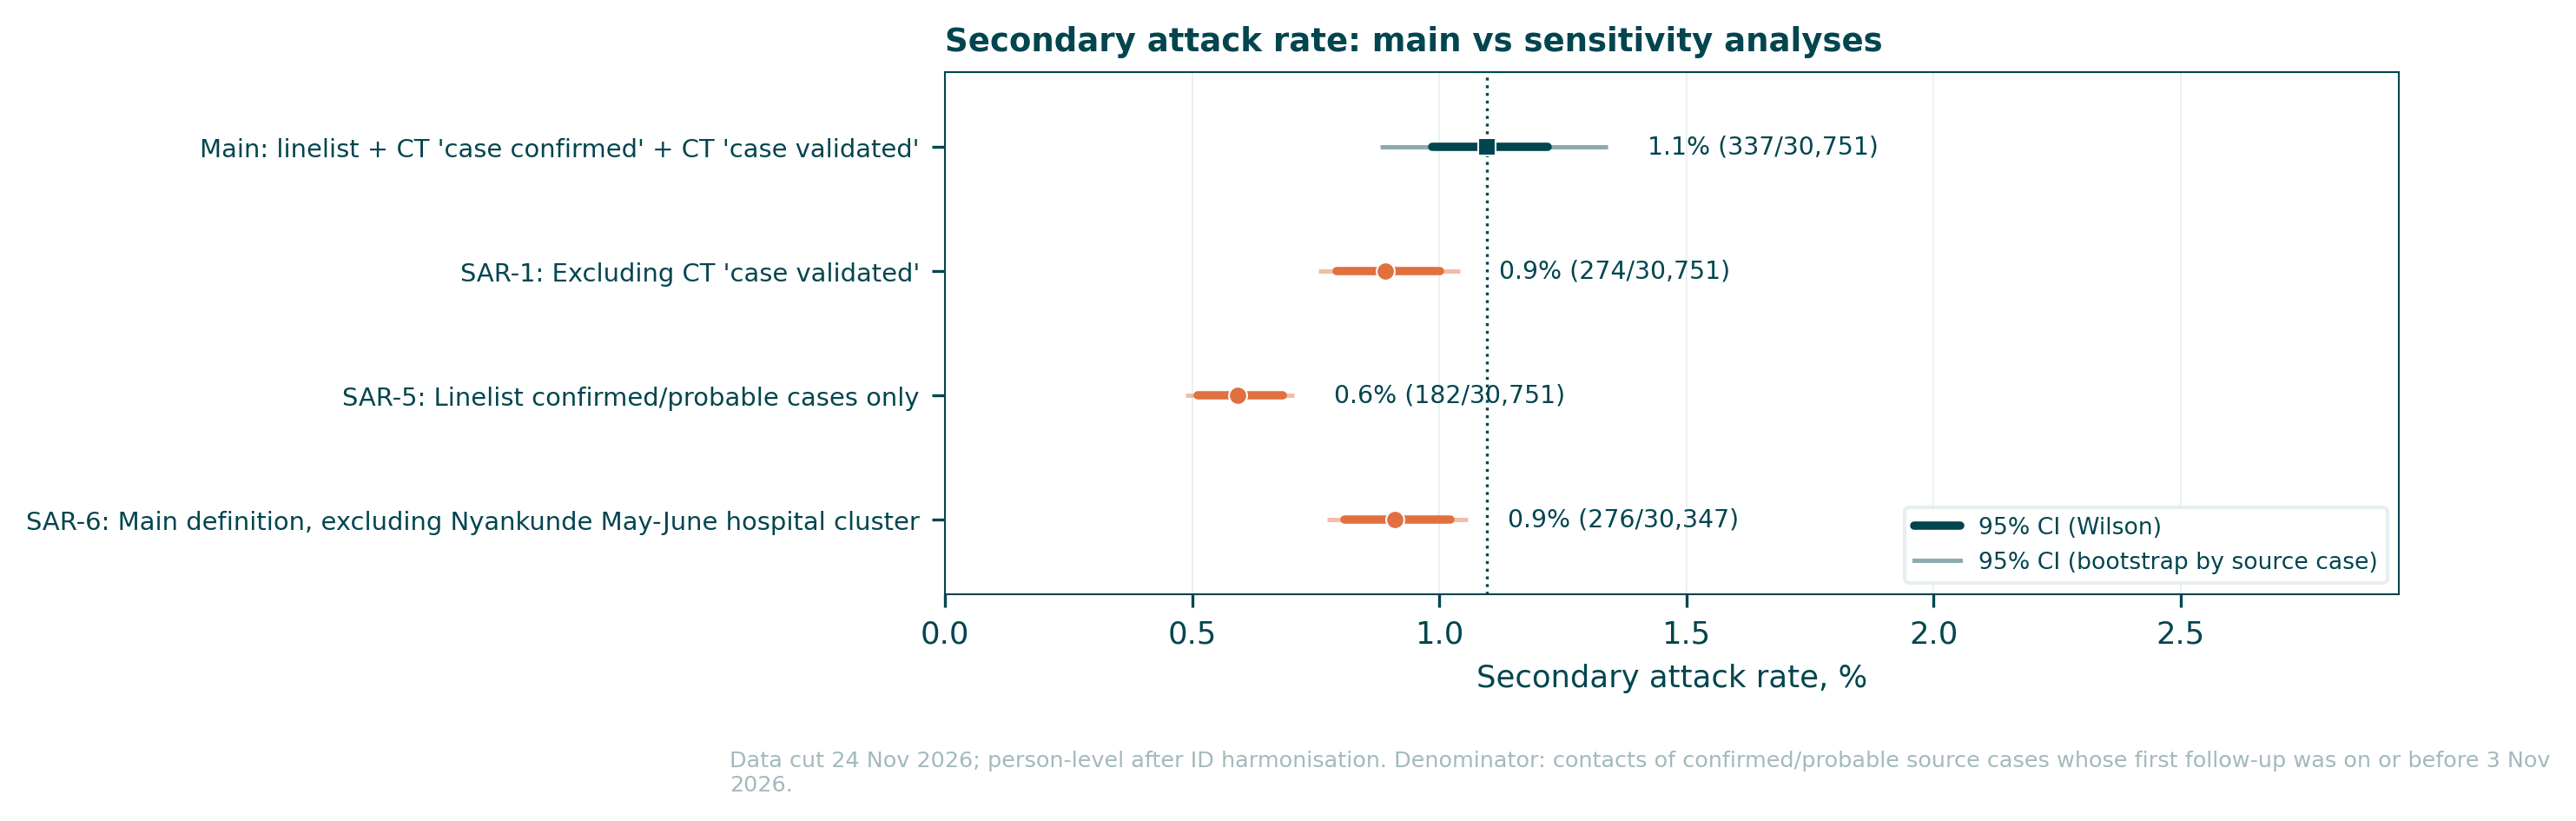 Secondary attack rate: main vs sensitivity analyses
Main: linelist + CT 'case confirmed' + CT 'case validated'
1.1% (337/30,751)
SAR-1: Excluding CT 'case validated'
0.9% (274/30,751)
SAR-5: Linelist confirmed/probable cases only
0.6% (182/30,751)
SAR-6: Main definition, excluding Nyankunde May-June hospital cluster
0.9% (276/30,347)
95% CI (Wilson)
95% CI (bootstrap by source case)
0.0 0.5 1.0 1.5 2.0 2.5
Secondary attack rate, %
Data cut 24 Nov 2026; person-level after ID harmonisation. Denominator: contacts of confirmed/probable source cases whose first follow-up was on or before 3 Nov
2026.